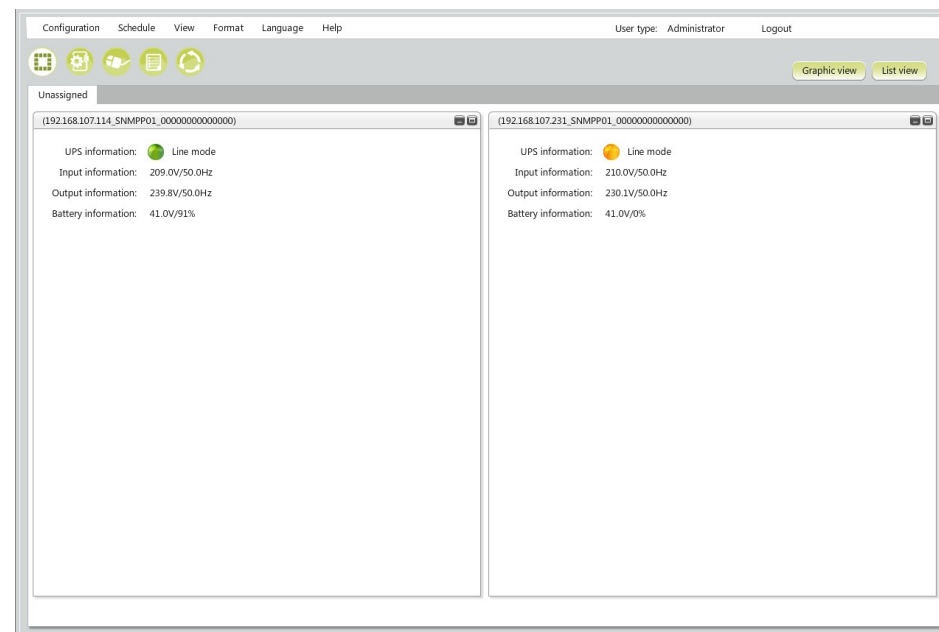 Configuration Schedule View Format Language Help User type: Administrator Logout
Graphic view List view
Unassigned
(192.168.107.114_SNMPP01_00000000000000)
UPS information: Line mode
Input information: 209.0V/50.0Hz
Output information: 239.8V/50.0Hz
Battery information: 41.0V/91%
(192.168.107.231_SNMPP01_00000000000000)
UPS information: Line mode
Input information: 210.0V/50.0Hz
Output information: 230.1V/50.0Hz
Battery information: 41.0V/0%